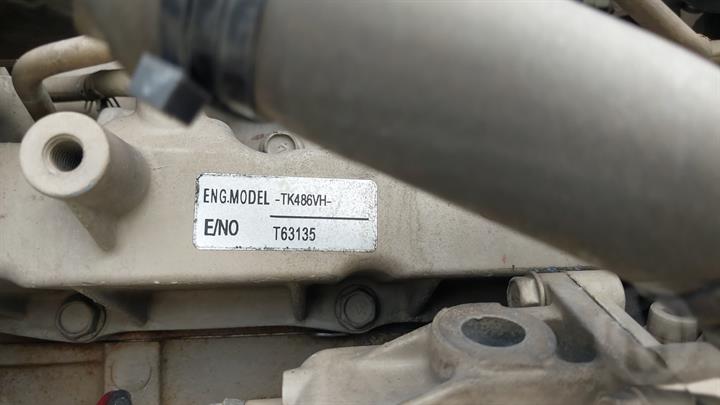 ENG.MODEL -TK486VH-
E/NO T63135